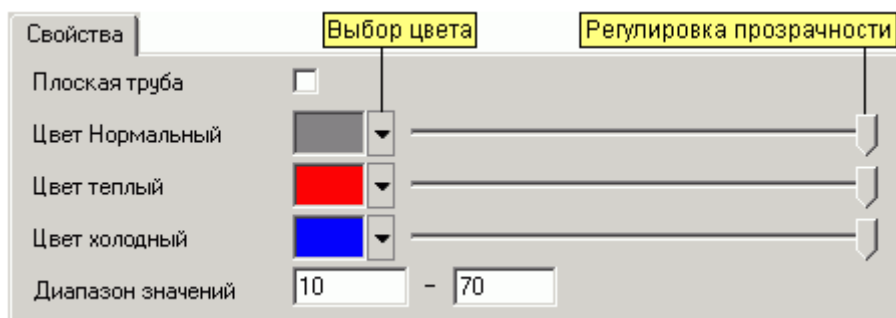 Свойства
Выбор цвета
Регулировка прозрачности
Плоская труба
Цвет Нормальный
Цвет теплый
Цвет холодный
Диапазон значений 10 - 70